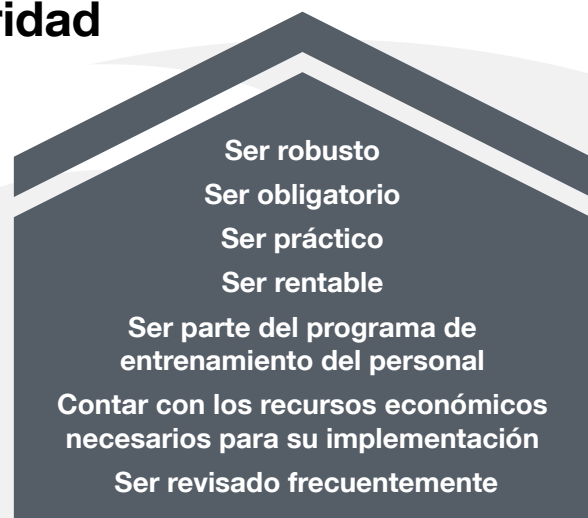 ridad
Ser robusto
Ser obligatorio
Ser práctico
Ser rentable
Ser parte del programa de
entrenamiento del personal
Contar con los recursos económicos
necesarios para su implementación
Ser revisado frecuentemente